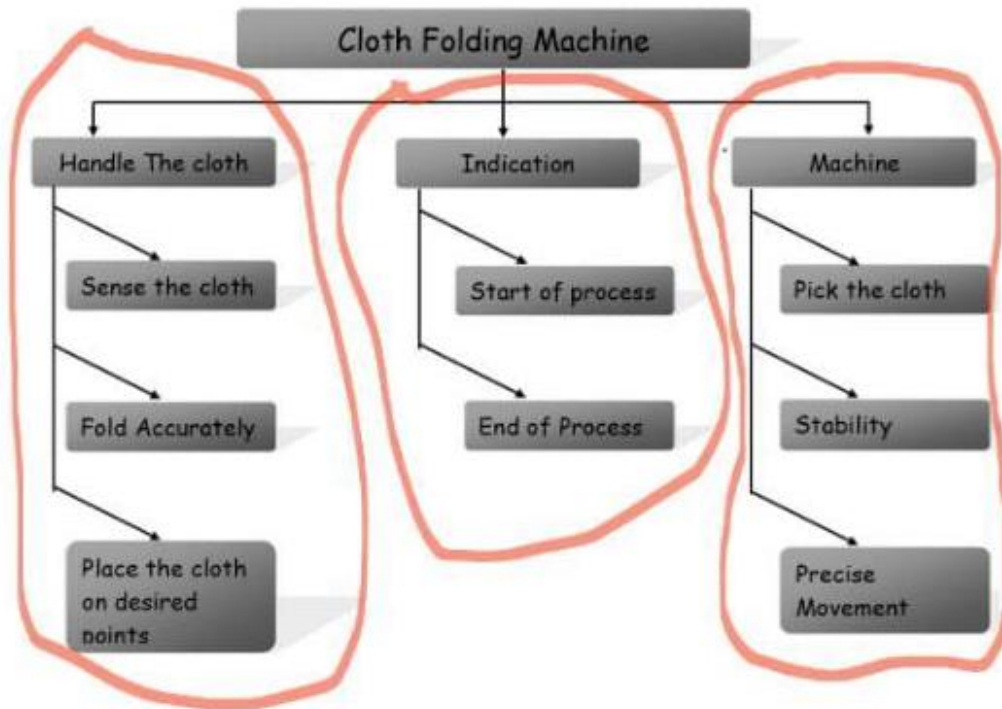 Cloth Folding Machine
Handle The cloth
Sense the cloth
Fold Accurately
Place the cloth
on desired
points
Indication
Start of process
End of Process
Machine
Pick the cloth
Stability
Precise
Movement